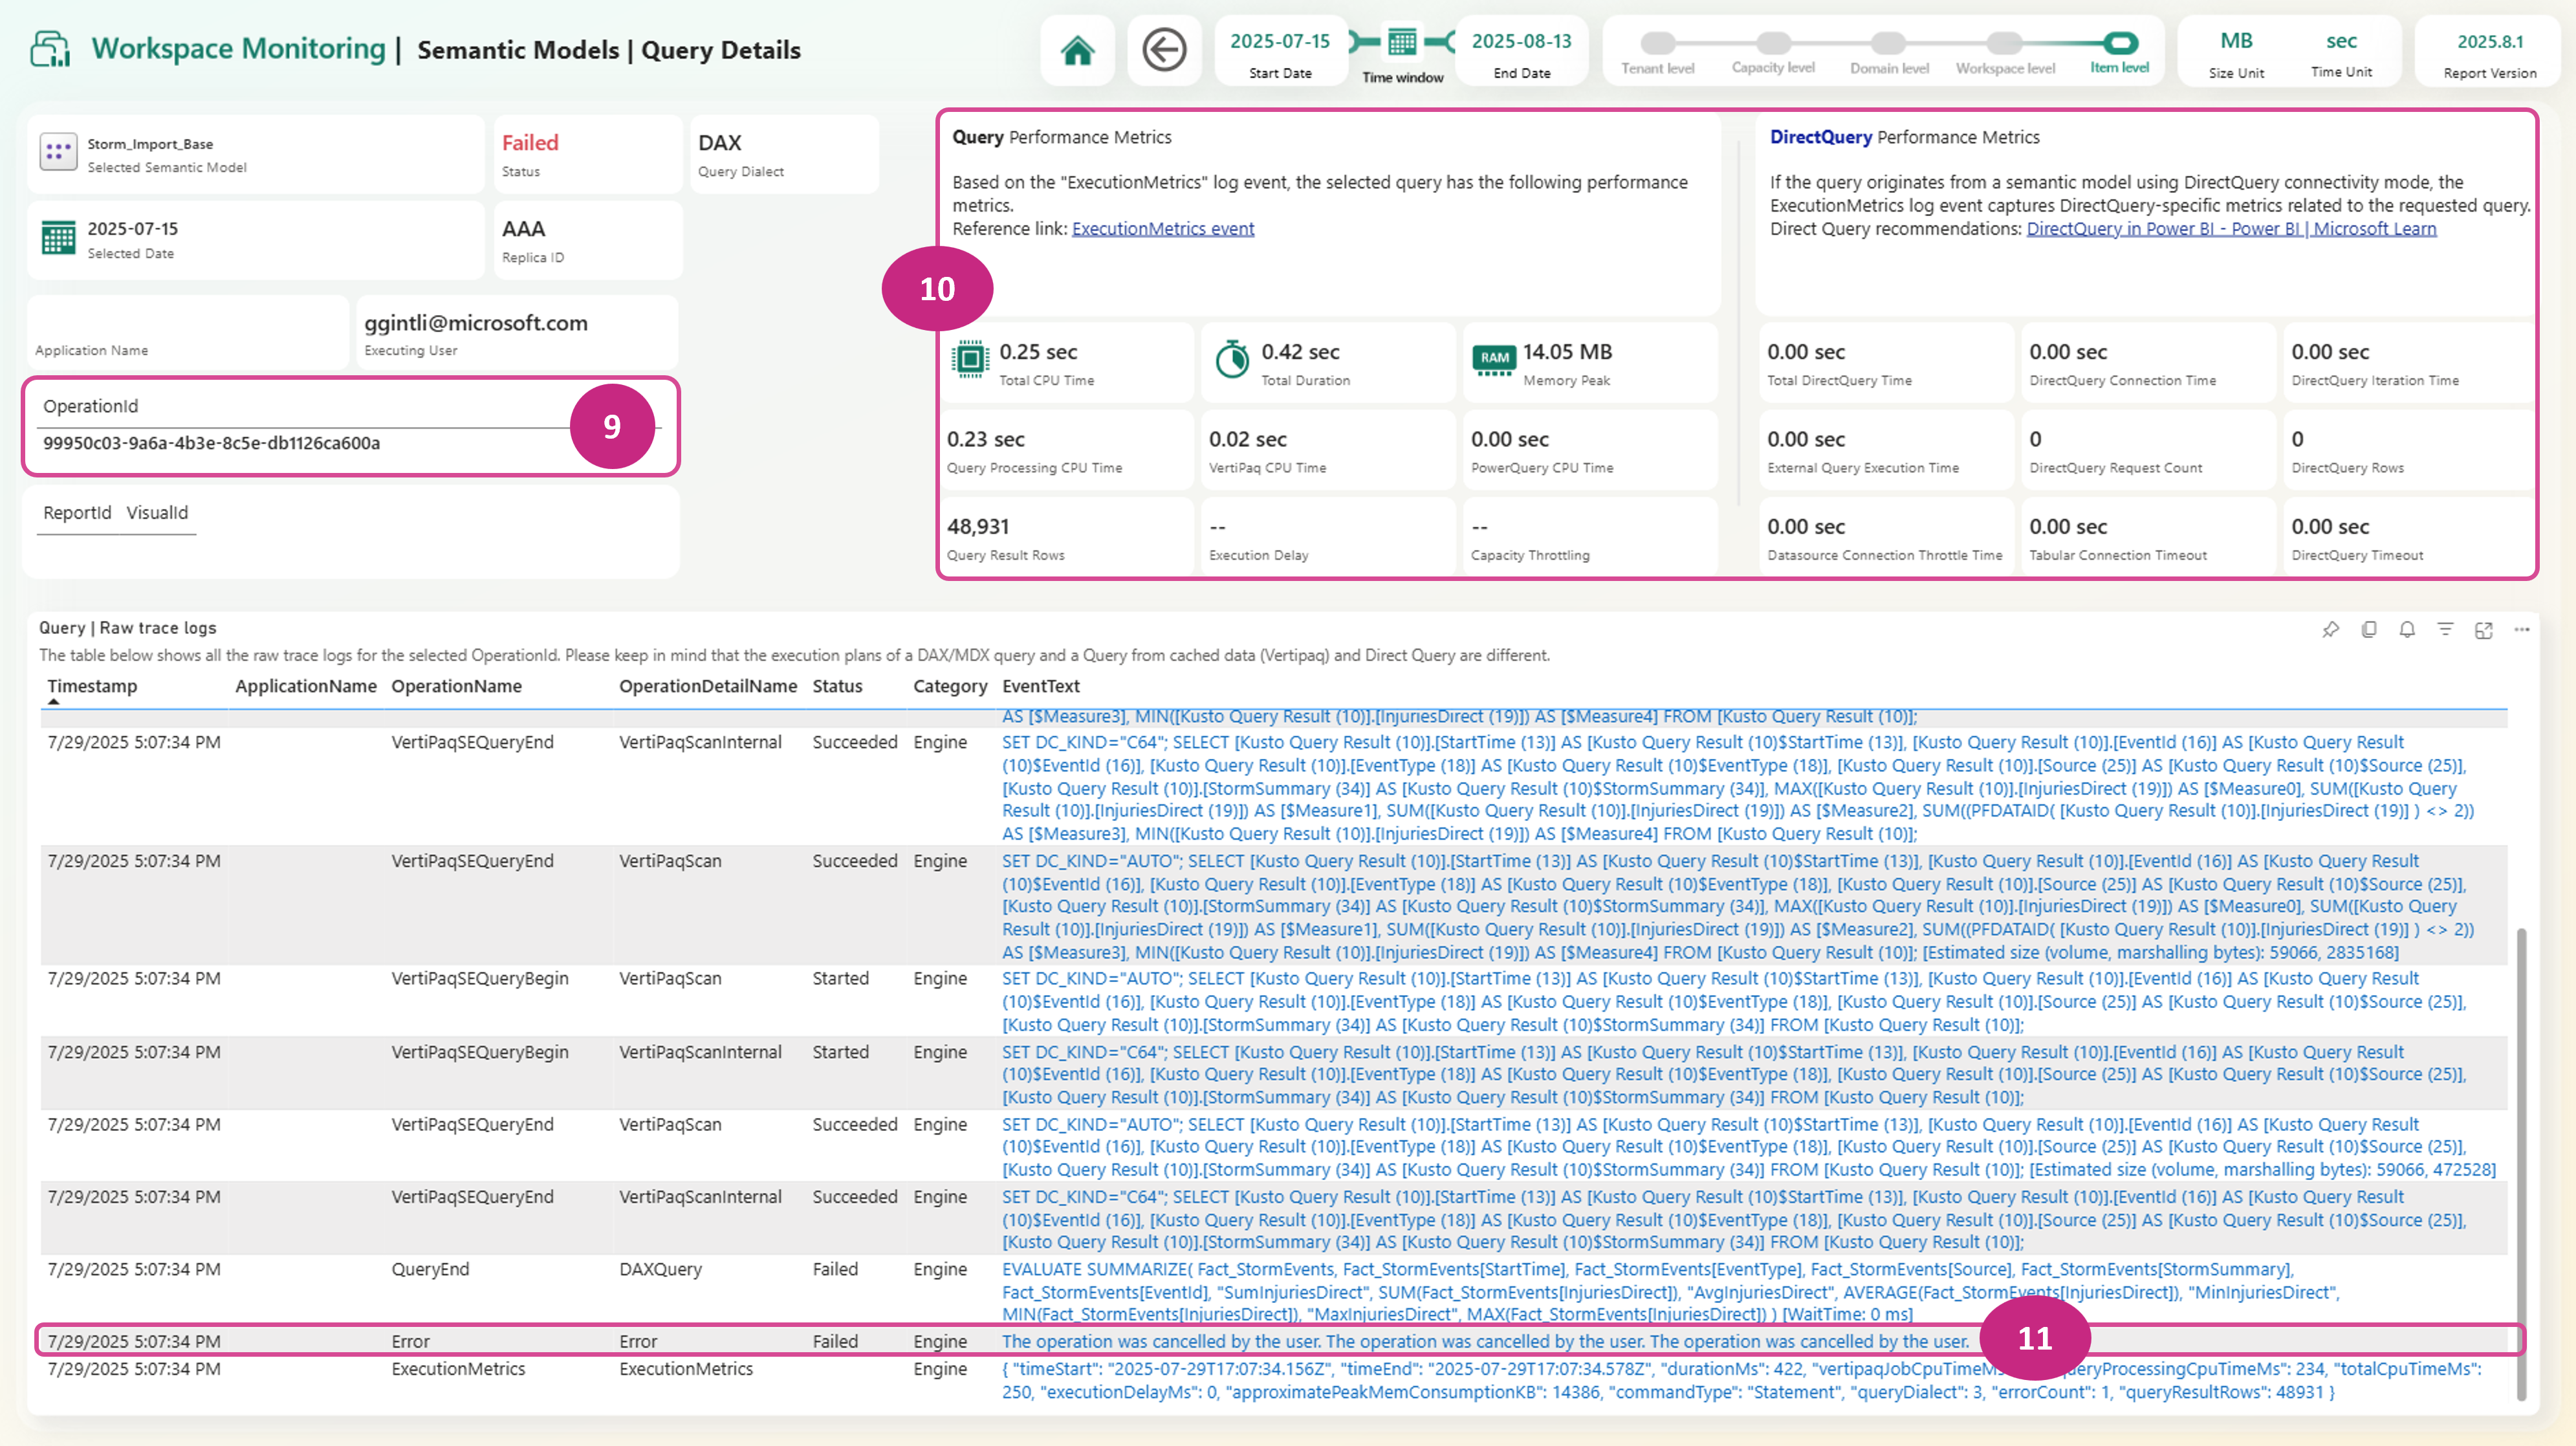 Workspace Monitoring | Semantic Models | Query Details
2025-07-15
Start Date
Time window
2025-08-13
End Date
Tenant level
Capacity level
Domain level
Workspace level
Item level
MB
Size Unit
sec
Time Unit
2025.8.1
Report Version
Storm_Import_Base
Selected Semantic Model
Failed
Status
DAX
Query Dialect
2025-07-15
Selected Date
AAA
Replica ID
Application Name
ggintli@microsoft.com
Executing User
OperationId
99950c03-9a6a-4b3e-8c5e-db1126ca600a
9
ReportId VisualId
10
Query Performance Metrics
Based on the "ExecutionMetrics" log event, the selected query has the following performance
metrics.
Reference link: ExecutionMetrics event
0.25 sec
Total CPU Time
0.42 sec
Total Duration
RAM
14.05 MB
Memory Peak
0.23 sec
Query Processing CPU Time
0.02 sec
VertiPaq CPU Time
0.00 sec
PowerQuery CPU Time
48,931
Query Result Rows
--
Execution Delay
--
Capacity Throttling
DirectQuery Performance Metrics
If the query originates from a semantic model using DirectQuery connectivity mode, the
ExecutionMetrics log event captures DirectQuery-specific metrics related to the requested query.
Direct Query recommendations: DirectQuery in Power BI - Power BI | Microsoft Learn
0.00 sec
Total DirectQuery Time
0.00 sec
DirectQuery Connection Time
0.00 sec
DirectQuery Iteration Time
0.00 sec
External Query Execution Time
0
DirectQuery Request Count
0
DirectQuery Rows
0.00 sec
Datasource Connection Throttle Time
0.00 sec
Tabular Connection Timeout
0.00 sec
DirectQuery Timeout
Query | Raw trace logs
The table below shows all the raw trace logs for the selected OperationId. Please keep in mind that the execution plans of a DAX/MDX query and a Query from cached data (Vertipaq) and Direct Query are different.
Timestamp ApplicationName OperationName OperationDetailName Status Category EventText
AS [$Measure3], MIN([Kusto Query Result (10)].[InjuriesDirect (19)]) AS [$Measure4] FROM [Kusto Query Result (10)];
7/29/2025 5:07:34 PM VertiPaqSEQueryEnd VertiPaqScanInternal Succeeded Engine SET DC_KIND="C64"; SELECT [Kusto Query Result (10)].[StartTime (13)] AS [Kusto Query Result (10)$StartTime (13)], [Kusto Query Result (10)].[EventId (16)] AS [Kusto Query Result
(10)$EventId (16)], [Kusto Query Result (10)].[EventType (18)] AS [Kusto Query Result (10)$EventType (18)], [Kusto Query Result (10)].[Source (25)] AS [Kusto Query Result (10)$Source (25)],
[Kusto Query Result (10)].[StormSummary (34)] AS [Kusto Query Result (10)$StormSummary (34)], MAX([Kusto Query Result (10)].[InjuriesDirect (19)]) AS [$Measure0], SUM([Kusto Query
Result (10)].[InjuriesDirect (19)]) AS [$Measure1], SUM([Kusto Query Result (10)].[InjuriesDirect (19)]) AS [$Measure2], SUM((PFDATAID( [Kusto Query Result (10)].[InjuriesDirect (19)] ) <> 2))
AS [$Measure3], MIN([Kusto Query Result (10)].[InjuriesDirect (19)]) AS [$Measure4] FROM [Kusto Query Result (10)];
7/29/2025 5:07:34 PM VertiPaqSEQueryEnd VertiPaqScan Succeeded Engine SET DC_KIND="AUTO"; SELECT [Kusto Query Result (10)].[StartTime (13)] AS [Kusto Query Result (10)$StartTime (13)], [Kusto Query Result (10)].[EventId (16)] AS [Kusto Query Result
(10)$EventId (16)], [Kusto Query Result (10)].[EventType (18)] AS [Kusto Query Result (10)$EventType (18)], [Kusto Query Result (10)].[Source (25)] AS [Kusto Query Result (10)$Source (25)],
[Kusto Query Result (10)].[StormSummary (34)] AS [Kusto Query Result (10)$StormSummary (34)], MAX([Kusto Query Result (10)].[InjuriesDirect (19)]) AS [$Measure0], SUM([Kusto Query
Result (10)].[InjuriesDirect (19)]) AS [$Measure1], SUM([Kusto Query Result (10)].[InjuriesDirect (19)]) AS [$Measure2], SUM((PFDATAID( [Kusto Query Result (10)].[InjuriesDirect (19)] ) <> 2))
AS [$Measure3], MIN([Kusto Query Result (10)].[InjuriesDirect (19)]) AS [$Measure4] FROM [Kusto Query Result (10)]; [Estimated size (volume, marshalling bytes): 59066, 2835168]
7/29/2025 5:07:34 PM VertiPaqSEQueryBegin VertiPaqScan Started Engine SET DC_KIND="AUTO"; SELECT [Kusto Query Result (10)].[StartTime (13)] AS [Kusto Query Result (10)$StartTime (13)], [Kusto Query Result (10)].[EventId (16)] AS [Kusto Query Result
(10)$EventId (16)], [Kusto Query Result (10)].[EventType (18)] AS [Kusto Query Result (10)$EventType (18)], [Kusto Query Result (10)].[Source (25)] AS [Kusto Query Result (10)$Source (25)],
[Kusto Query Result (10)].[StormSummary (34)] AS [Kusto Query Result (10)$StormSummary (34)] FROM [Kusto Query Result (10)];
7/29/2025 5:07:34 PM VertiPaqSEQueryBegin VertiPaqScanInternal Started Engine SET DC_KIND="C64"; SELECT [Kusto Query Result (10)].[StartTime (13)] AS [Kusto Query Result (10)$StartTime (13)], [Kusto Query Result (10)].[EventId (16)] AS [Kusto Query Result
(10)$EventId (16)], [Kusto Query Result (10)].[EventType (18)] AS [Kusto Query Result (10)$EventType (18)], [Kusto Query Result (10)].[Source (25)] AS [Kusto Query Result (10)$Source (25)],
[Kusto Query Result (10)].[StormSummary (34)] AS [Kusto Query Result (10)$StormSummary (34)] FROM [Kusto Query Result (10)];
7/29/2025 5:07:34 PM VertiPaqSEQueryEnd VertiPaqScan Succeeded Engine SET DC_KIND="AUTO"; SELECT [Kusto Query Result (10)].[StartTime (13)] AS [Kusto Query Result (10)$StartTime (13)], [Kusto Query Result (10)].[EventId (16)] AS [Kusto Query Result
(10)$EventId (16)], [Kusto Query Result (10)].[EventType (18)] AS [Kusto Query Result (10)$EventType (18)], [Kusto Query Result (10)].[Source (25)] AS [Kusto Query Result (10)$Source (25)],
[Kusto Query Result (10)].[StormSummary (34)] AS [Kusto Query Result (10)$StormSummary (34)] FROM [Kusto Query Result (10)]; [Estimated size (volume, marshalling bytes): 59066, 472528]
7/29/2025 5:07:34 PM VertiPaqSEQueryEnd VertiPaqScanInternal Succeeded Engine SET DC_KIND="C64"; SELECT [Kusto Query Result (10)].[StartTime (13)] AS [Kusto Query Result (10)$StartTime (13)], [Kusto Query Result (10)].[EventId (16)] AS [Kusto Query Result
(10)$EventId (16)], [Kusto Query Result (10)].[EventType (18)] AS [Kusto Query Result (10)$EventType (18)], [Kusto Query Result (10)].[Source (25)] AS [Kusto Query Result (10)$Source (25)],
[Kusto Query Result (10)].[StormSummary (34)] AS [Kusto Query Result (10)$StormSummary (34)] FROM [Kusto Query Result (10)];
7/29/2025 5:07:34 PM QueryEnd DAXQuery Failed Engine EVALUATE SUMMARIZE( Fact_StormEvents, Fact_StormEvents[StartTime], Fact_StormEvents[EventType], Fact_StormEvents[Source], Fact_StormEvents[StormSummary],
Fact_StormEvents[EventId], "SumInjuriesDirect", SUM(Fact_StormEvents[InjuriesDirect]), "AvgInjuriesDirect", AVERAGE(Fact_StormEvents[InjuriesDirect]), "MinInjuriesDirect",
MIN(Fact_StormEvents[InjuriesDirect]), "MaxInjuriesDirect", MAX(Fact_StormEvents[InjuriesDirect]) ) [WaitTime: 0 ms]
7/29/2025 5:07:34 PM Error Error Failed Engine The operation was cancelled by the user. The operation was cancelled by the user. The operation was cancelled by the user.
11
7/29/2025 5:07:34 PM ExecutionMetrics ExecutionMetrics Engine { "timeStart": "2025-07-29T17:07:34.156Z", "timeEnd": "2025-07-29T17:07:34.578Z", "durationMs": 422, "vertipaqJobCpuTimeM eryProcessingCpuTimeMs": 234, "totalCpuTimeMs":
250, "executionDelayMs": 0, "approximatePeakMemConsumptionKB": 14386, "commandType": "Statement", "queryDialect": 3, "errorCount": 1, "queryResultRows": 48931 }